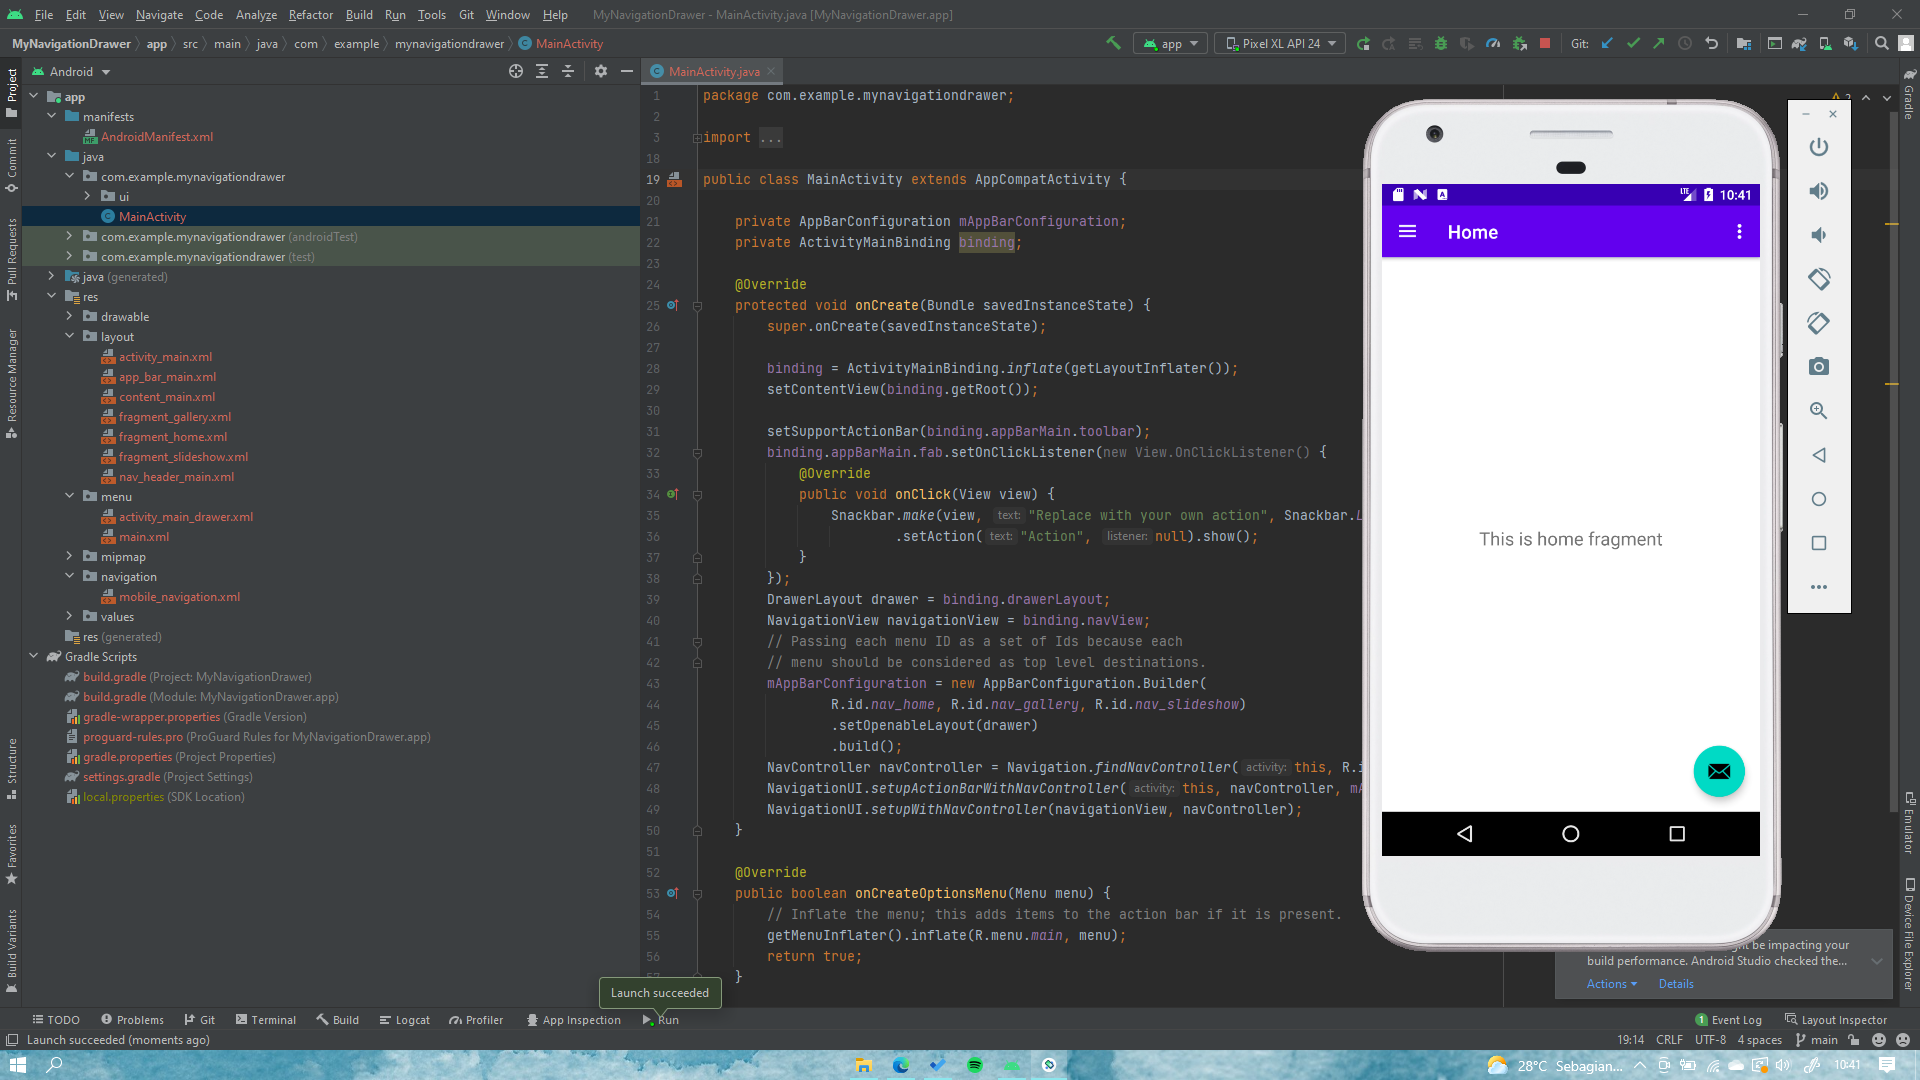 File Edit View Navigate Code Analyze Refactor Build Run Tools Git Window Help MyNavigationDrawer - MainActivity.java [MyNavigationDrawer.app]
MyNavigationDrawer app src main java com example mynavigationdrawer MainActivity
app Pixel XL API 24 Git:
Android
MainActivity.java
Project
Commit
Pull Requests
Resource Manager
Structure
Favorites
Build Variants
app
manifests
AndroidManifest.xml
java
com.example.mynavigationdrawer
ui
MainActivity
com.example.mynavigationdrawer (androidTest)
com.example.mynavigationdrawer (test)
java (generated)
res
drawable
layout
activity_main.xml
app_bar_main.xml
content_main.xml
fragment_gallery.xml
fragment_home.xml
fragment_slideshow.xml
nav_header_main.xml
menu
activity_main_drawer.xml
main.xml
mipmap
navigation
mobile_navigation.xml
values
res (generated)
Gradle Scripts
build.gradle (Project: MyNavigationDrawer)
build.gradle (Module: MyNavigationDrawer.app)
gradle-wrapper.properties (Gradle Version)
proguard-rules.pro (ProGuard Rules for MyNavigationDrawer.app)
gradle.properties (Project Properties)
settings.gradle (Project Settings)
local.properties (SDK Location)
1 package com.example.mynavigationdrawer;
2
3 import ...
18
19 public class MainActivity extends AppCompatActivity {
20
21 private AppBarConfiguration mAppBarConfiguration;
22 private ActivityMainBinding binding;
23
24 @Override
25 protected void onCreate(Bundle savedInstanceState) {
26 super.onCreate(savedInstanceState);
27
28 binding = ActivityMainBinding.inflate(getLayoutInflater());
29 setContentView(binding.getRoot());
30
31 setSupportActionBar(binding.appBarMain.toolbar);
32 binding.appBarMain.fab.setOnClickListener(new View.OnClickListener() {
33 @Override
34 public void onClick(View view) {
35 Snackbar.make(view, text: "Replace with your own action", Snackbar.L
36 .setAction( text: "Action", listener: null).show();
37 }
38 });
39 DrawerLayout drawer = binding.drawerLayout;
40 NavigationView navigationView = binding.navView;
41 // Passing each menu ID as a set of Ids because each
42 // menu should be considered as top level destinations.
43 mAppBarConfiguration = new AppBarConfiguration.Builder(
44 R.id.nav_home, R.id.nav_gallery, R.id.nav_slideshow)
45 .setOpenableLayout(drawer)
46 .build();
47 NavController navController = Navigation.findNavController( activity: this, R.i
48 NavigationUI.setupActionBarWithNavController( activity: this, navController, mA
49 NavigationUI.setupWithNavController(navigationView, navController);
50 }
51
52 @Override
53 public boolean onCreateOptionsMenu(Menu menu) {
54 // Inflate the menu; this adds items to the action bar if it is present.
55 getMenuInflater().inflate(R.menu.main, menu);
56 return true;
57 }
LTE 10:41
Home
This is home fragment
Gradle
Emulator
Device File Explorer
be impacting your
build performance. Android Studio checked the...
Actions Details
Launch succeeded
TODO Problems Git Terminal Build Logcat Profiler App Inspection Run 1 Event Log Layout Inspector
Launch succeeded (moments ago) 19:14 CRLF UTF-8 4 spaces main
28°C Sebagian... 10:41